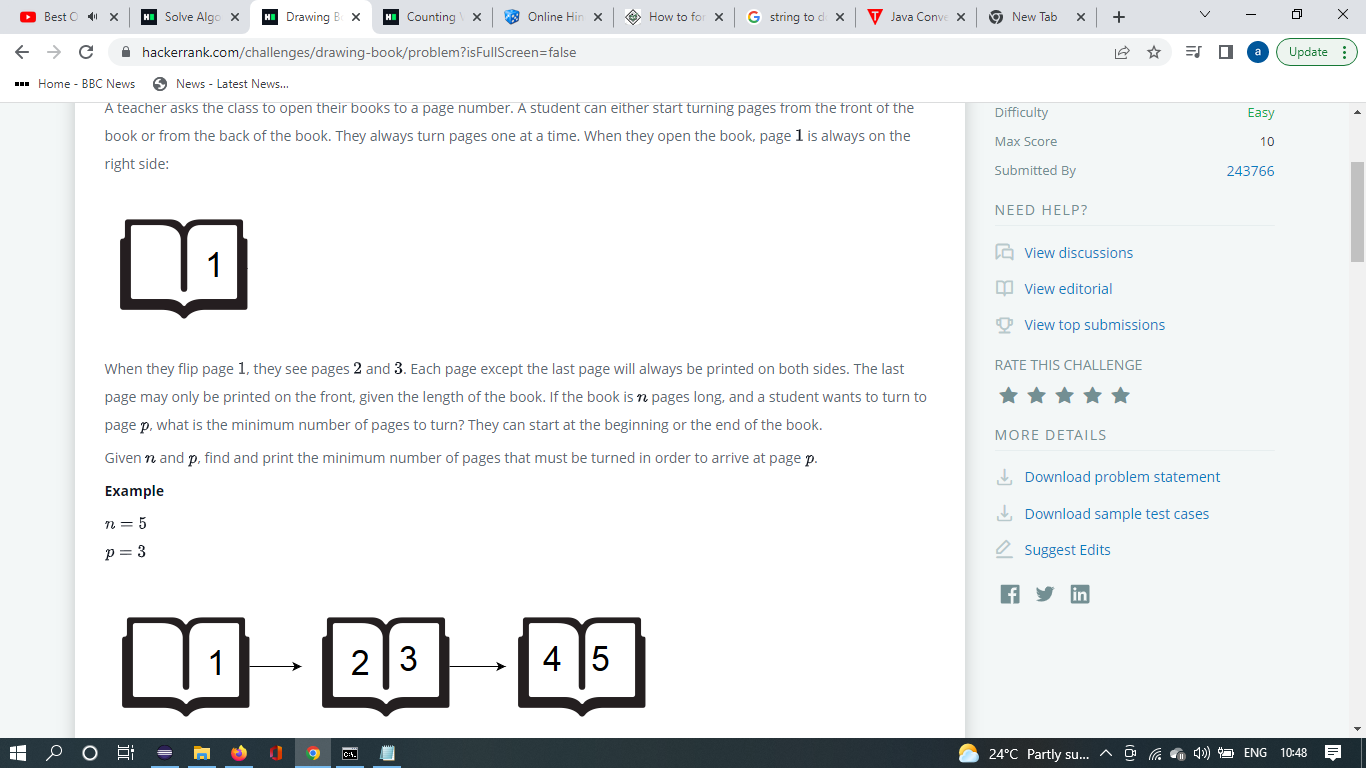 Best O
Solve Algo
Drawing B
Counting
Online Hin
How to for
string to d
Java Conv
New Tab
hackerrank.com/challenges/drawing-book/problem?isFullScreen=false
a
Update
Home - BBC News
News - Latest News...
A teacher asks the class to open their books to a page number. A student can either start turning pages from the front of the
book or from the back of the book. They always turn pages one at a time. When they open the book, page 1 is always on the
right side:
1
When they flip page 1, they see pages 2 and 3. Each page except the last page will always be printed on both sides. The last
page may only be printed on the front, given the length of the book. If the book is n pages long, and a student wants to turn to
page p, what is the minimum number of pages to turn? They can start at the beginning or the end of the book.
Given n and p, find and print the minimum number of pages that must be turned in order to arrive at page p.
Example
n = 5
p = 3
1
2 3
4 5
Difficulty Easy
Max Score 10
Submitted By 243766
NEED HELP?
View discussions
View editorial
View top submissions
RATE THIS CHALLENGE
MORE DETAILS
Download problem statement
Download sample test cases
Suggest Edits
24°C Partly su...
ENG
10:48